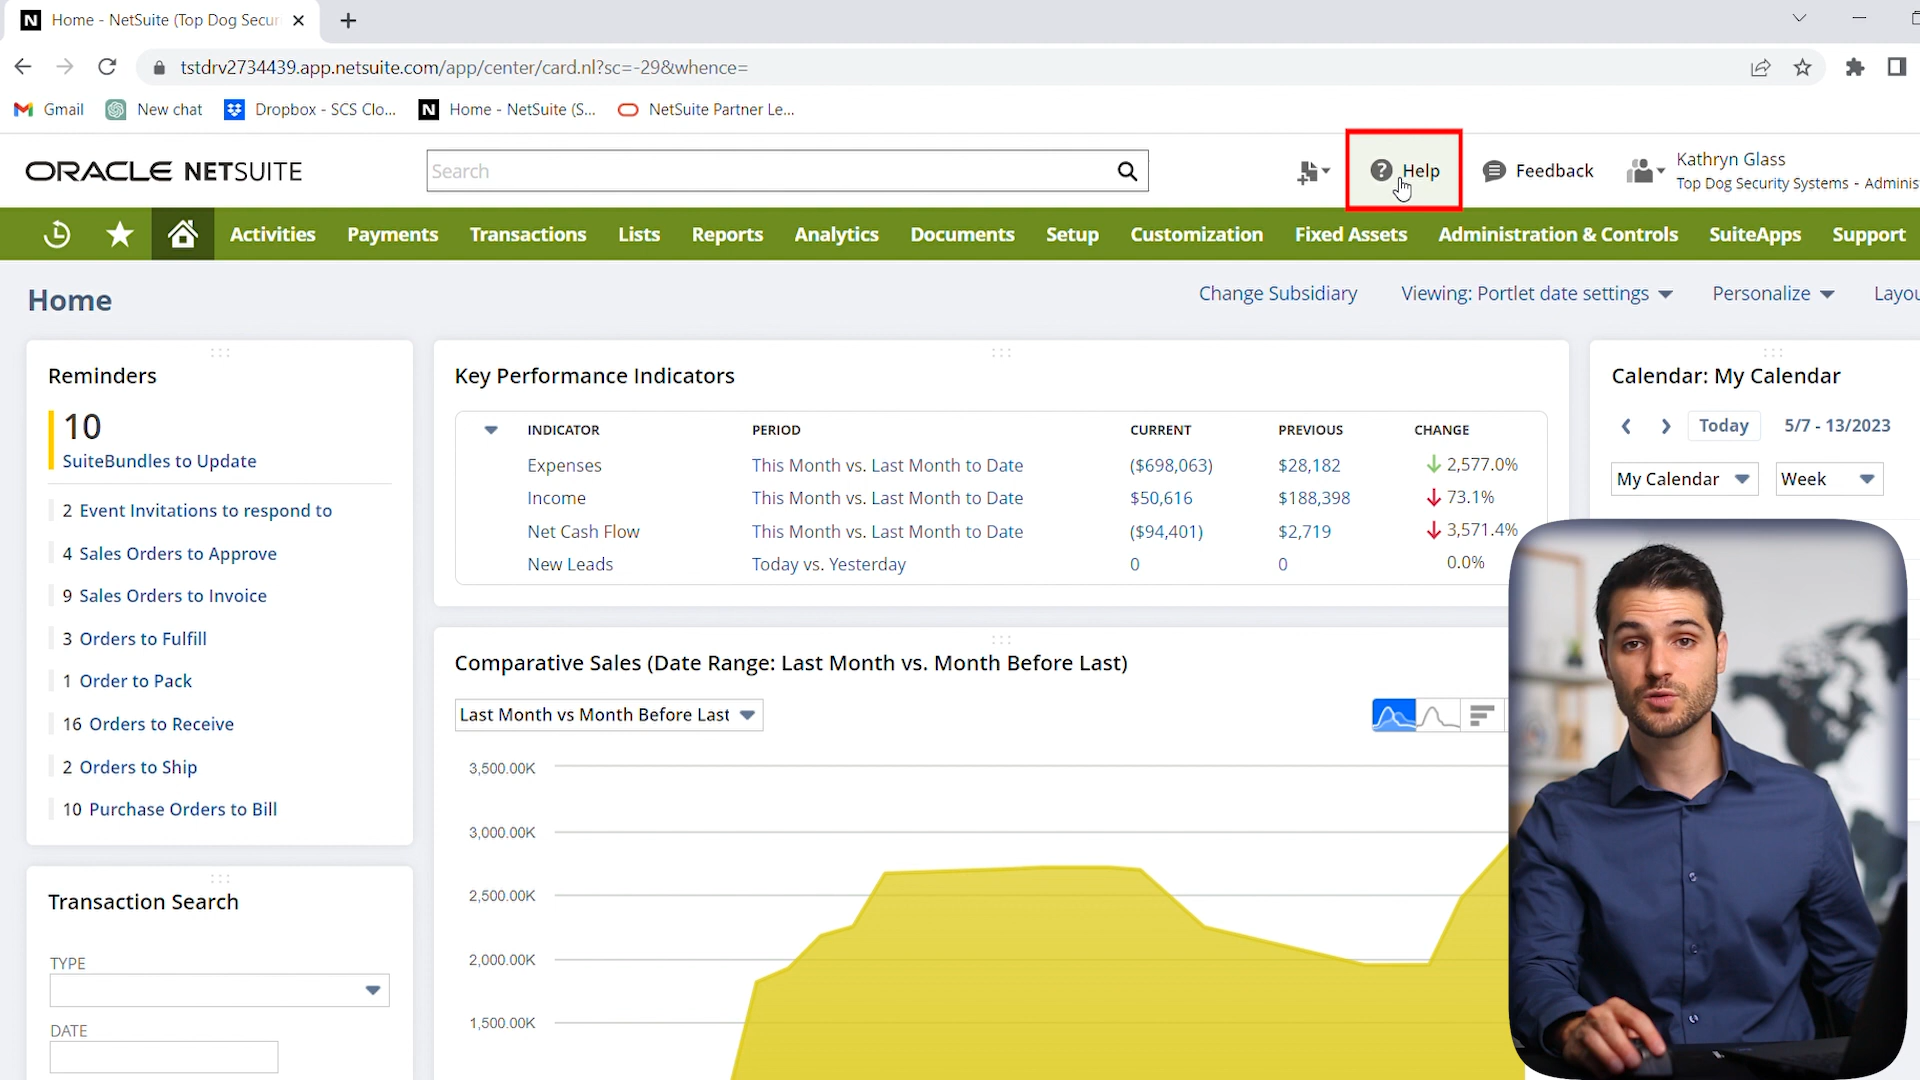 Home - NetSuite (Top Dog Secur
tstdrv2734439.app.netsuite.com/app/center/card.nl?sc=-29&whence=
Gmail
New chat
Dropbox - SCS Clo...
Home - NetSuite (S...
NetSuite Partner Le...
ORACLE NETSUITE
Search
Help
Feedback
Kathryn Glass
Top Dog Security Systems - Adminis
Activities
Payments
Transactions
Lists
Reports
Analytics
Documents
Setup
Customization
Fixed Assets
Administration & Controls
SuiteApps
Support
Home
Change Subsidiary
Viewing: Portlet date settings
Personalize
Layou
Reminders
10
SuiteBundles to Update
2 Event Invitations to respond to
4 Sales Orders to Approve
9 Sales Orders to Invoice
3 Orders to Fulfill
1 Order to Pack
16 Orders to Receive
2 Orders to Ship
10 Purchase Orders to Bill
Transaction Search
TYPE
DATE
Key Performance Indicators
INDICATOR PERIOD CURRENT PREVIOUS CHANGE
Expenses This Month vs. Last Month to Date ($698,063) $28,182 2,577.0%
Income This Month vs. Last Month to Date $50,616 $188,398 73.1%
Net Cash Flow This Month vs. Last Month to Date ($94,401) $2,719 3,571.4%
New Leads Today vs. Yesterday 0 0 0.0%
Comparative Sales (Date Range: Last Month vs. Month Before Last)
Last Month vs Month Before Last
3,500.00K
3,000.00K
2,500.00K
2,000.00K
1,500.00K
Calendar: My Calendar
Today
5/7 - 13/2023
My Calendar
Week